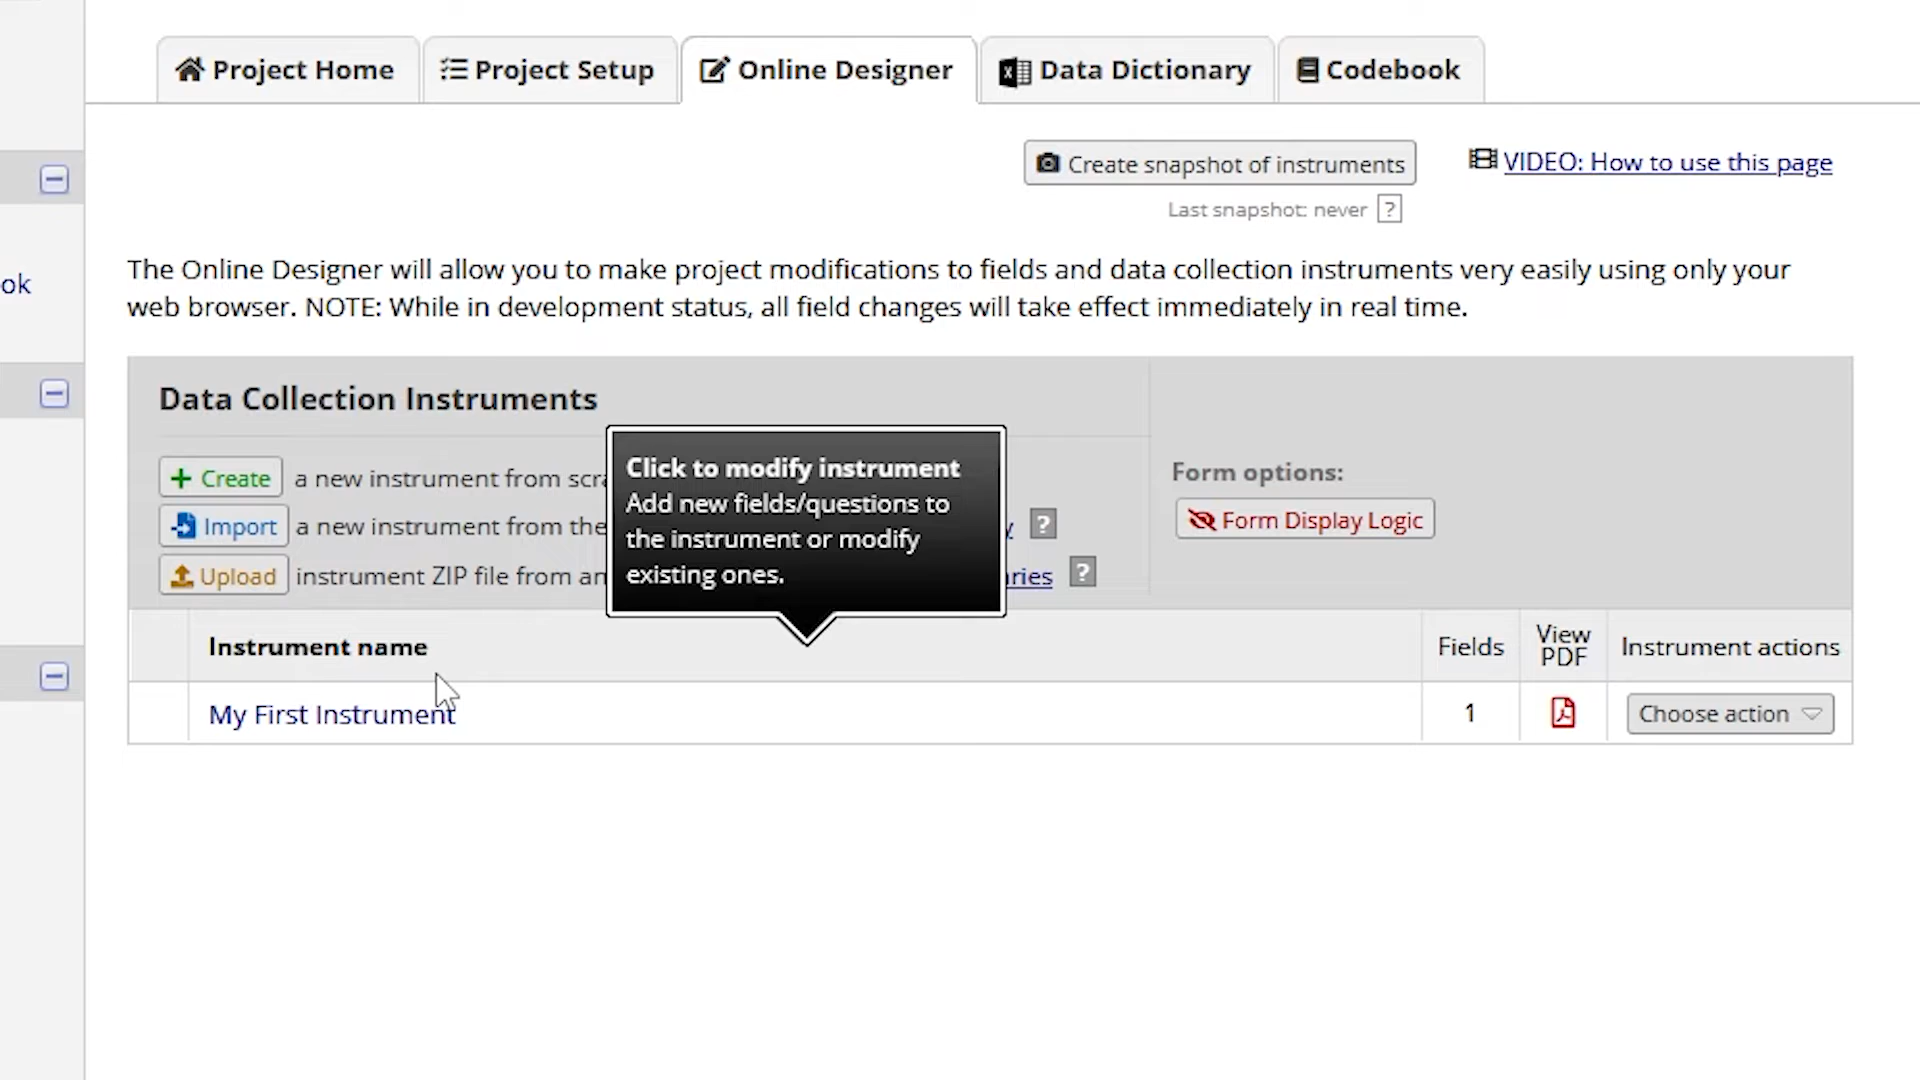 Project Home
Project Setup
Online Designer
Data Dictionary
Codebook
Create snapshot of instruments
VIDEO: How to use this page
Last snapshot: never ?
ok
The Online Designer will allow you to make project modifications to fields and data collection instruments very easily using only your
web browser. NOTE: While in development status, all field changes will take effect immediately in real time.
Data Collection Instruments
Create a new instrument from scra
Import a new instrument from the ?
Upload instrument ZIP file from an ries ?
Click to modify instrument
Add new fields/questions to
the instrument or modify
existing ones.
Form options:
Form Display Logic
Instrument name
Fields
View
PDF
Instrument actions
My First Instrument
1
Choose action